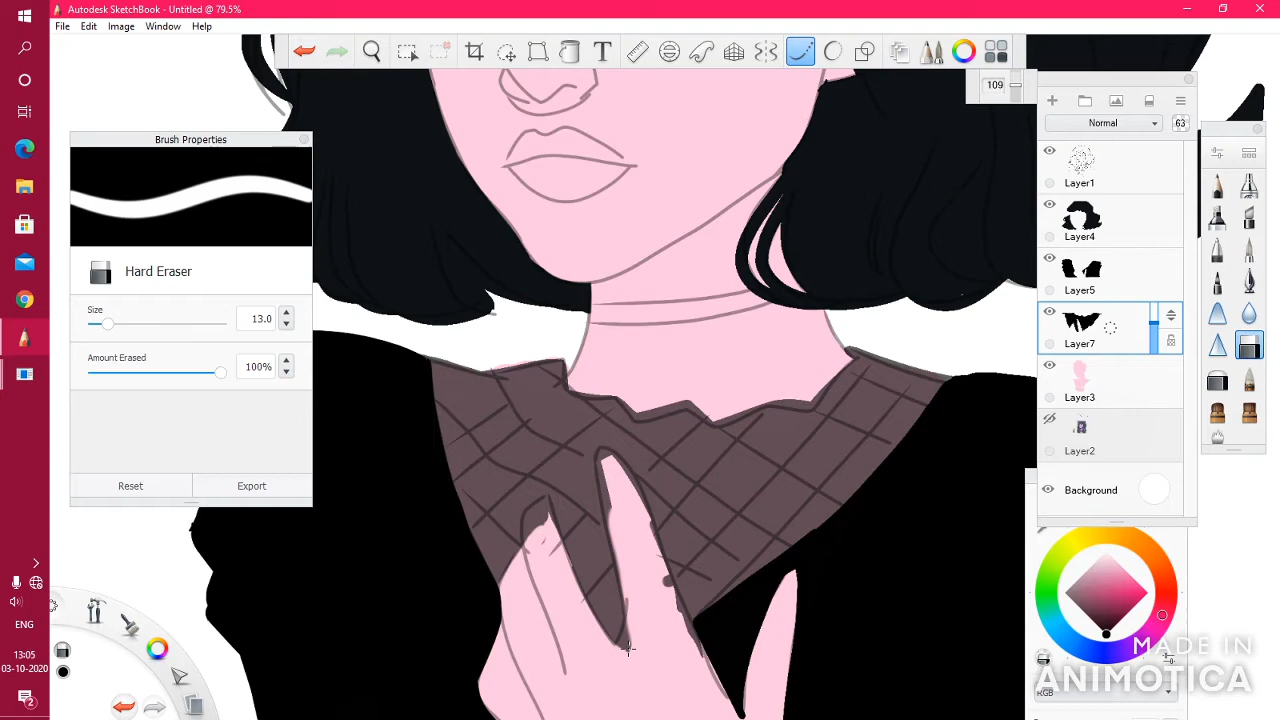 Autodesk SketchBook - Untitled @ 79.5%
File Edit Image Window Help
T
109
Brush Properties
Normal 63
Layer1
Layer4
Layer5
Layer7
Layer3
Layer2
Background
Hard Eraser
Size
13.0
Amount Erased
100%
Reset Export
ENG
13:05
03-10-2020
2
RGB
MADE IN
ANIMOTICA